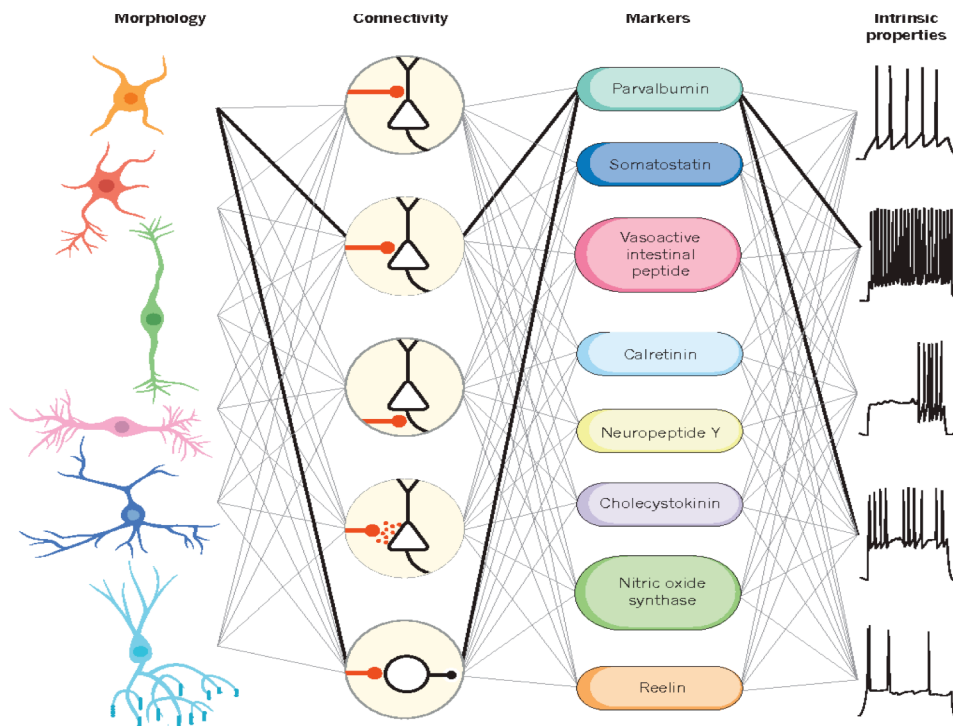 Morphology
Connectivity
Markers
Intrinsic
properties
Parvalbumin
Somatostatin
Vasoactive
intestinal
peptide
Calretinin
Neuropeptide Y
Cholecystokinin
Nitric oxide
synthase
Reelin